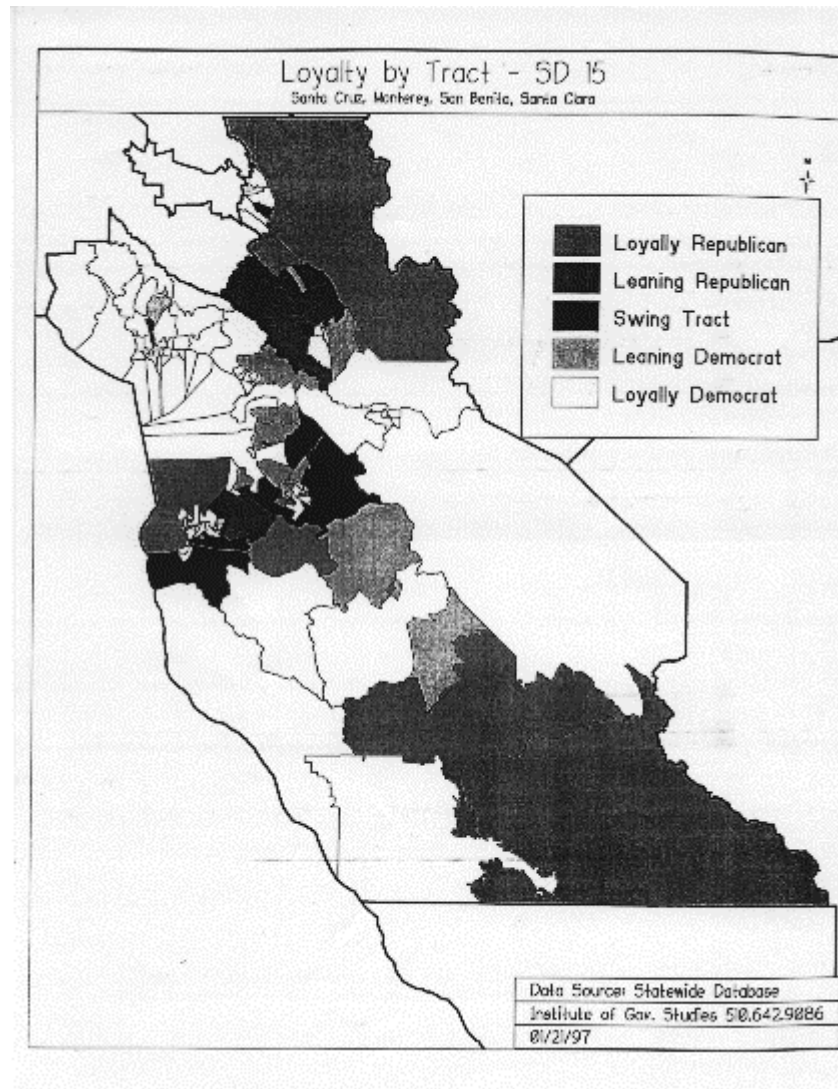 Loyalty by Tract - SD 15
Santa Cruz, Monterey, San Benito, Santa Clara
N
Loyally Republican
Leaning Republican
Swing Tract
Leaning Democrat
Loyally Democrat
Data Source: Statewide Database
Institute of Gov. Studies 510.642.9086
01/21/97